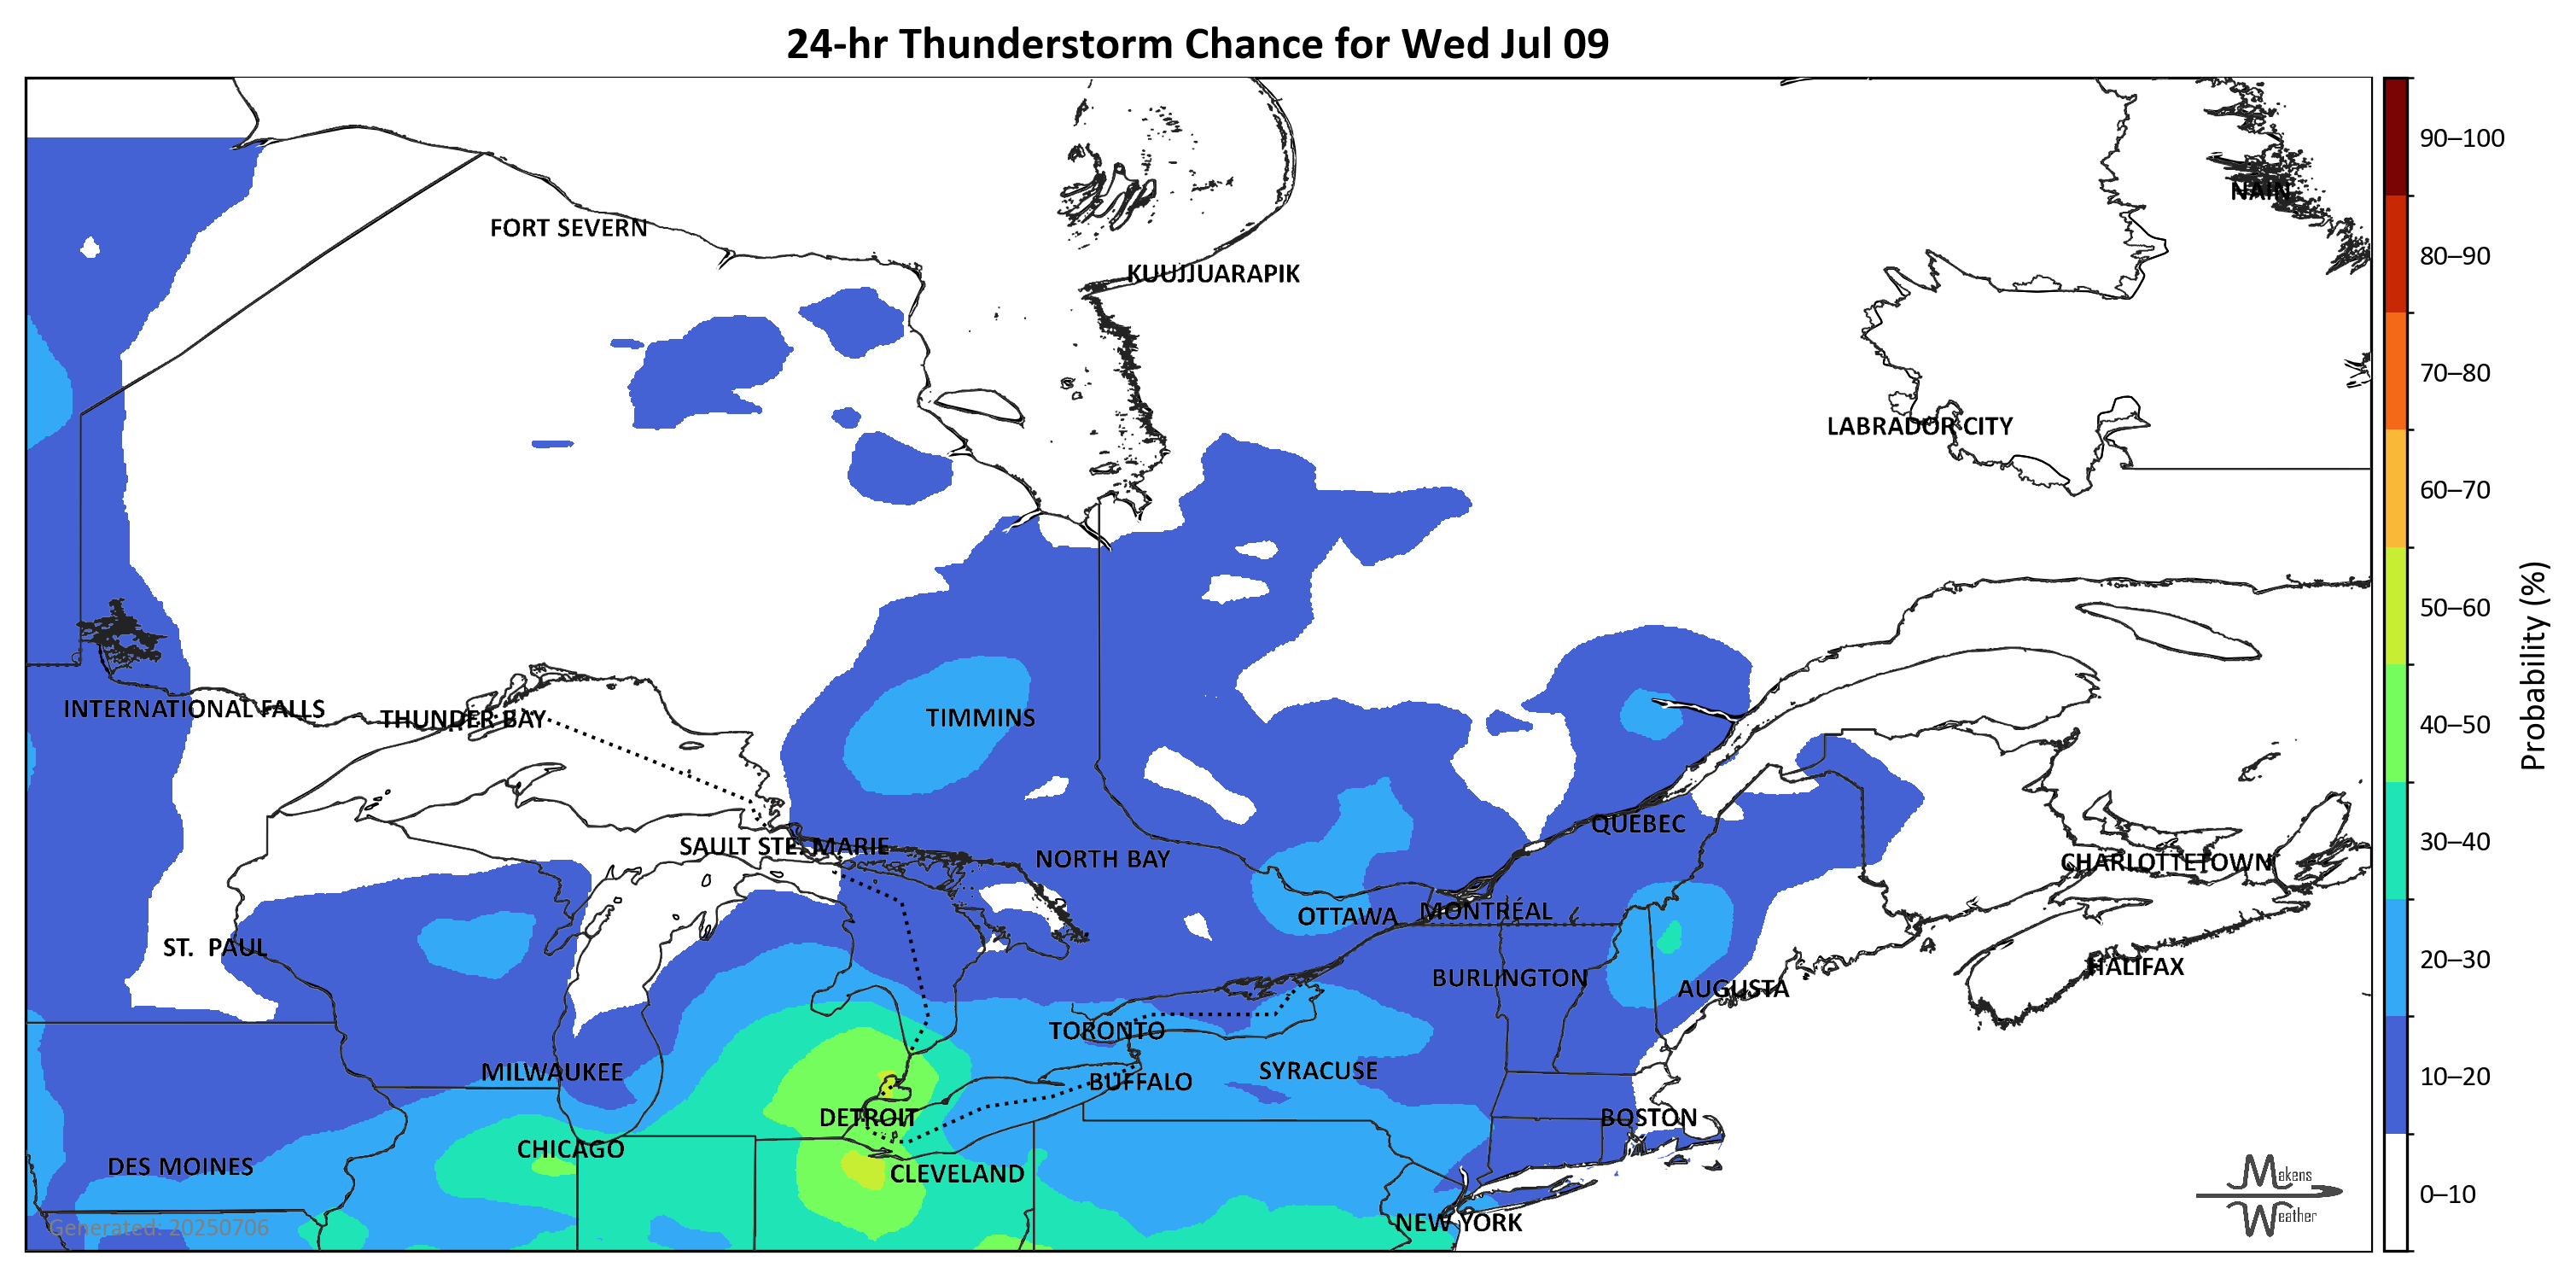 24-hr Thunderstorm Chance for Wed Jul 09
90–100
NAIN
FORT SEVERN
80–90
KUUJJUARAPIK
70–80
LABRADOR CITY
60–70
50–60
Probability (%)
INTERNATIONAL FALLS
THUNDER BAY
TIMMINS
40–50
QUEBEC
SAULT STE. MARIE
30–40
NORTH BAY
CHARLOTTETOWN
OTTAWA
MONTRÉAL
ST. PAUL
20–30
HALIFAX
BURLINGTON
AUGUSTA
TORONTO
MILWAUKEE
SYRACUSE
10–20
BUFFALO
DETROIT
BOSTON
CHICAGO
DES MOINES
CLEVELAND
Makens
Weather
0–10
NEW YORK
Generated: 20250706